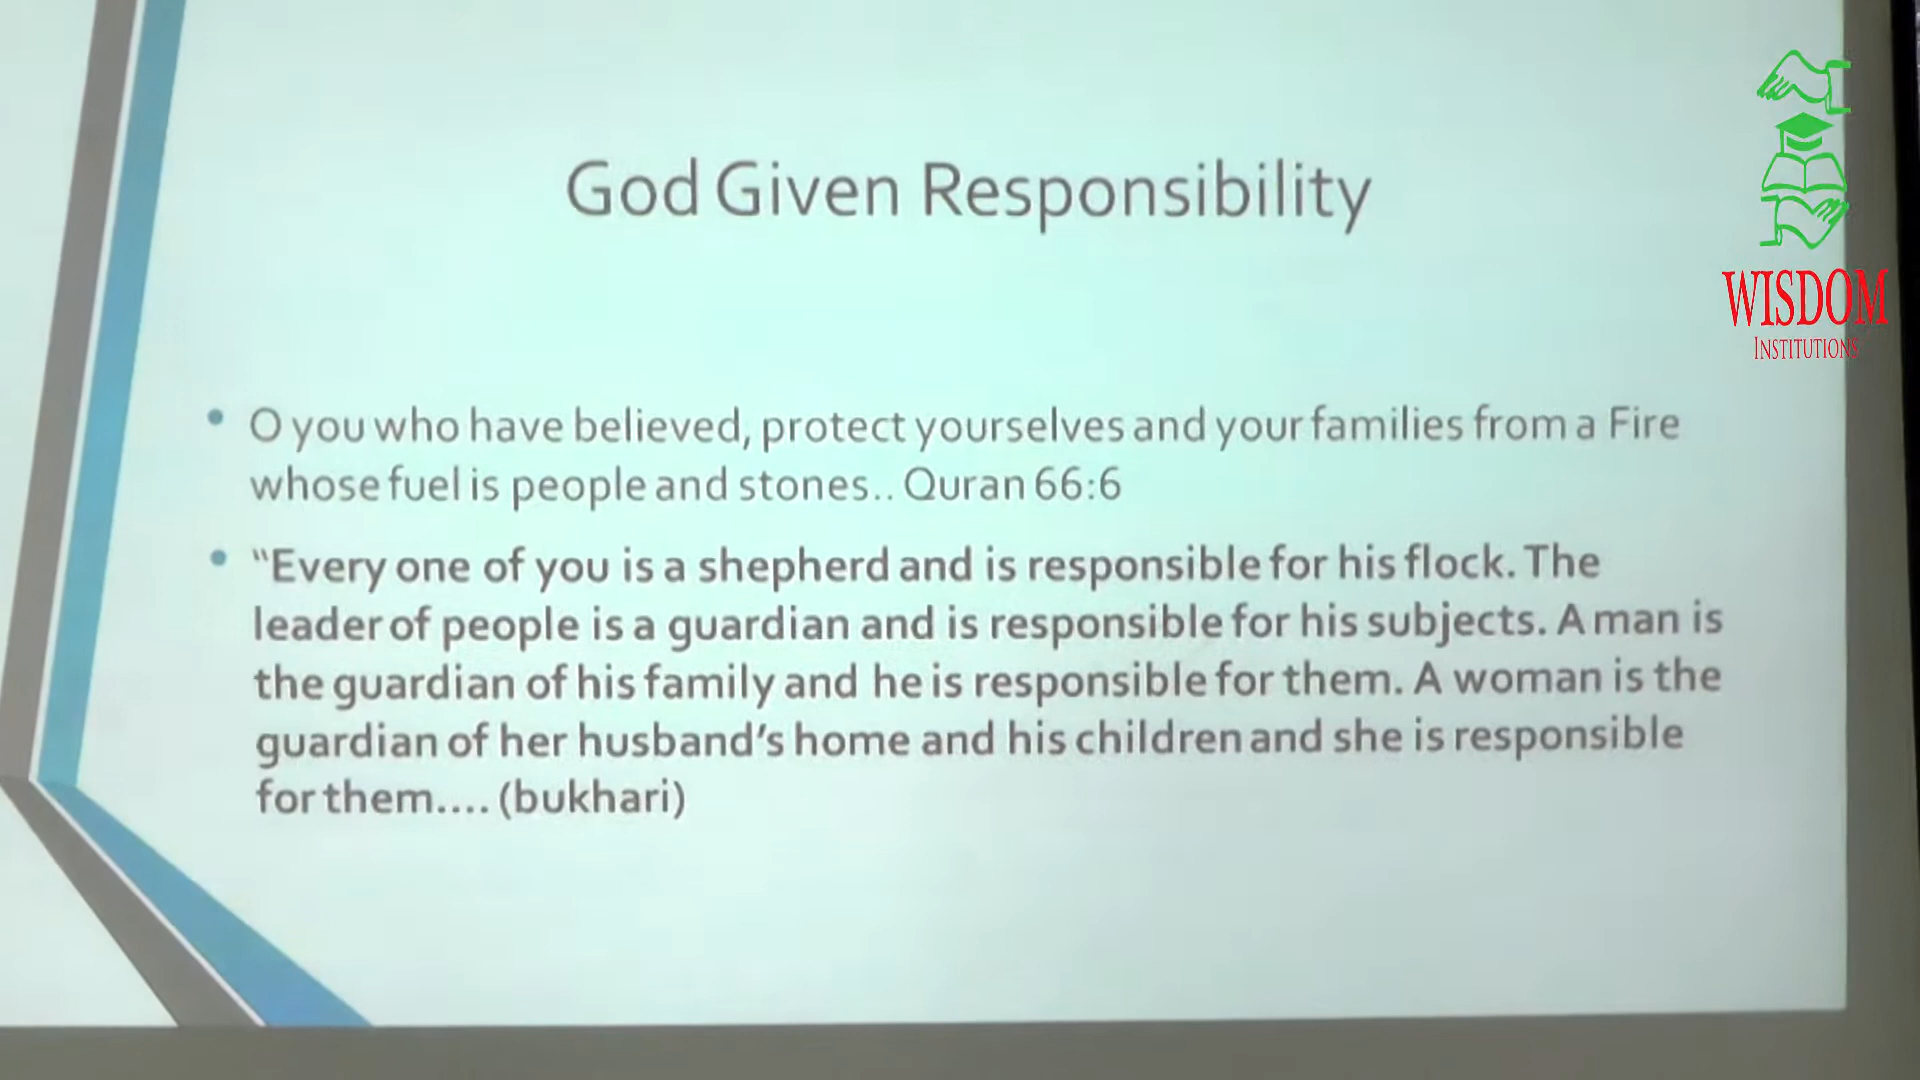 God Given Responsibility
WISDOM
INSTITUTIONS
• O you who have believed, protect yourselves and your families from a Fire
whose fuel is people and stones.. Quran 66:6
• “Every one of you is a shepherd and is responsible for his flock. The
leader of people is a guardian and is responsible for his subjects. A man is
the guardian of his family and he is responsible for them. A woman is the
guardian of her husband’s home and his children and she is responsible
for them.... (bukhari)